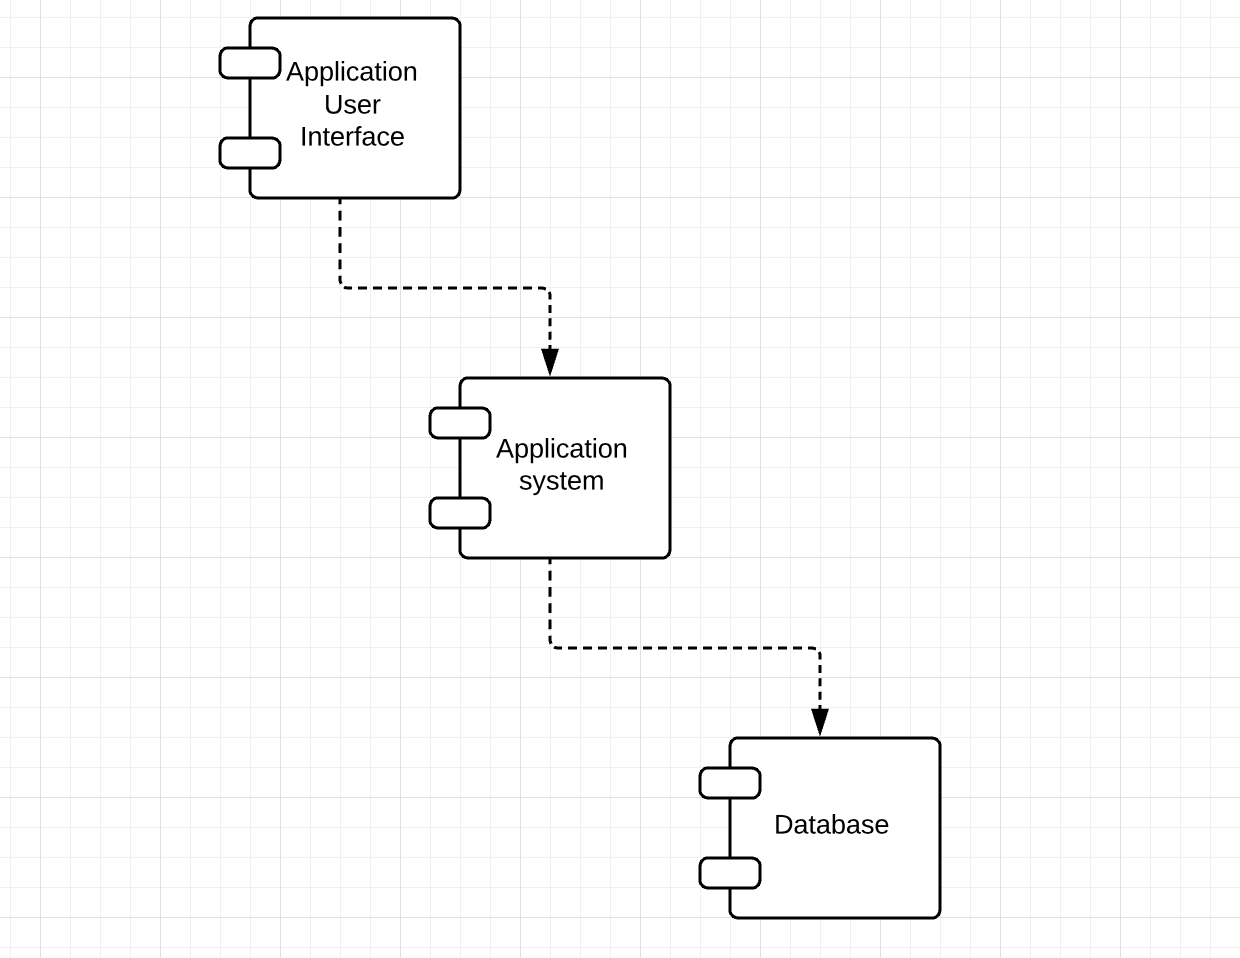 Application
User
Interface
Application
system
Database